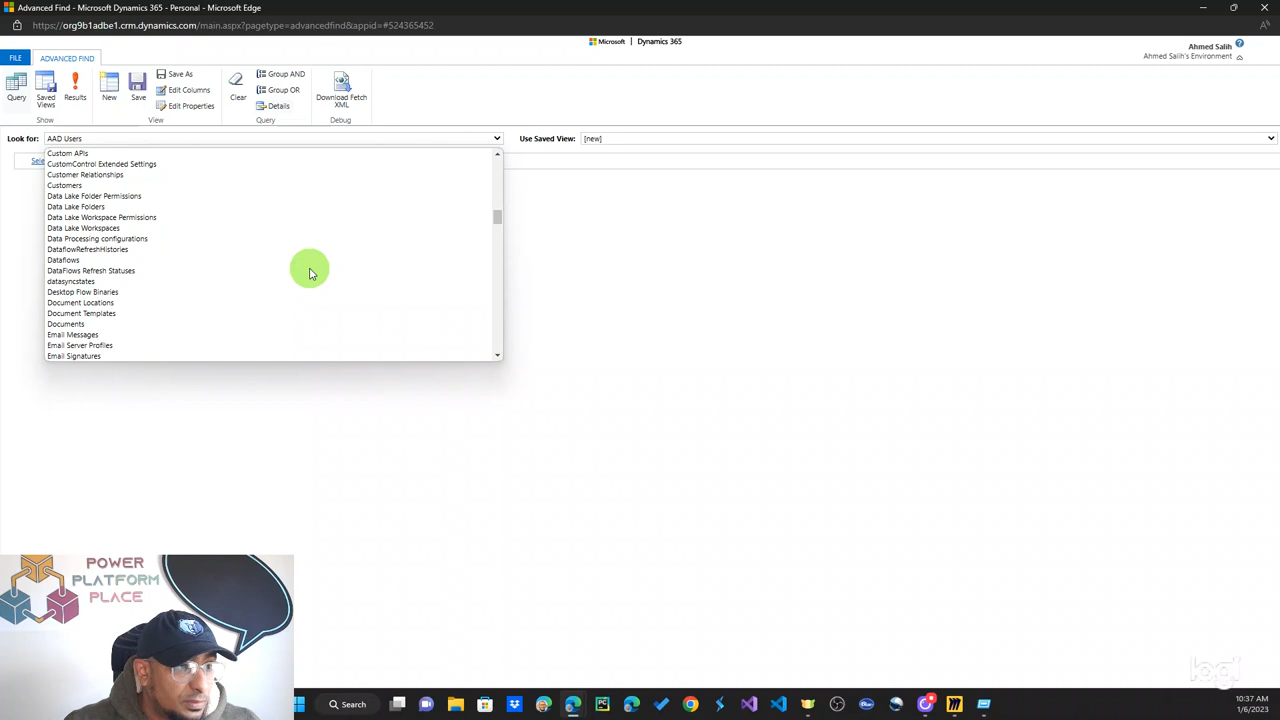 Advanced Find - Microsoft Dynamics 365 - Personal - Microsoft Edge
https://org9b1adbe1.crm.dynamics.com/main.aspx?pagetype=advancedfind&appid=#524365452
Microsoft | Dynamics 365
Ahmed Salih
Ahmed Salih's Environment
FILE
ADVANCED FIND
Query
Saved Views
Results
Show
New
Save
Save As
Edit Columns
Edit Properties
View
Clear
Group AND
Group OR
Details
Query
Download Fetch XML
Debug
Look for: AAD Users
Use Saved View: [new]
Sele
Custom APIs
CustomControl Extended Settings
Customer Relationships
Customers
Data Lake Folder Permissions
Data Lake Folders
Data Lake Workspace Permissions
Data Lake Workspaces
Data Processing configurations
DataflowRefreshHistories
Dataflows
DataFlows Refresh Statuses
datasyncstates
Desktop Flow Binaries
Document Locations
Document Templates
Documents
Email Messages
Email Server Profiles
Email Signatures
POWER
PLATFORM
PLACE
logi
Search
10:37 AM
1/6/2023